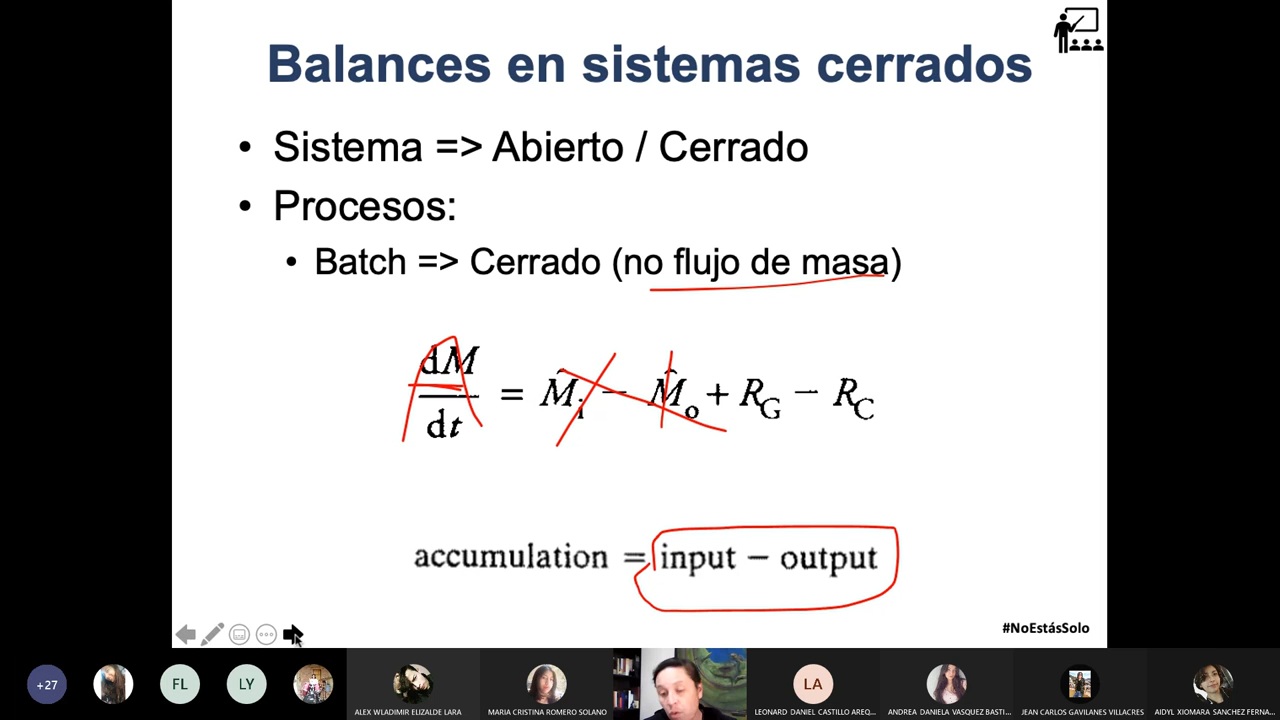 Balances en sistemas cerrados
• Sistema => Abierto / Cerrado
• Procesos:
• Batch => Cerrado (no flujo de masa)
dM/dt = M̂i − M̂o + RG − RC
accumulation = input − output
#NoEstásSolo
+27
FL
LY
LA
ALEX WLADIMIR ELIZALDE LARA
MARIA CRISTINA ROMERO SOLANO
LEONARD DANIEL CASTILLO AREQ...
ANDREA DANIELA VASQUEZ BASTI...
JEAN CARLOS GAVILANES VILLACRES
AIDYL XIOMARA SANCHEZ FERNA...